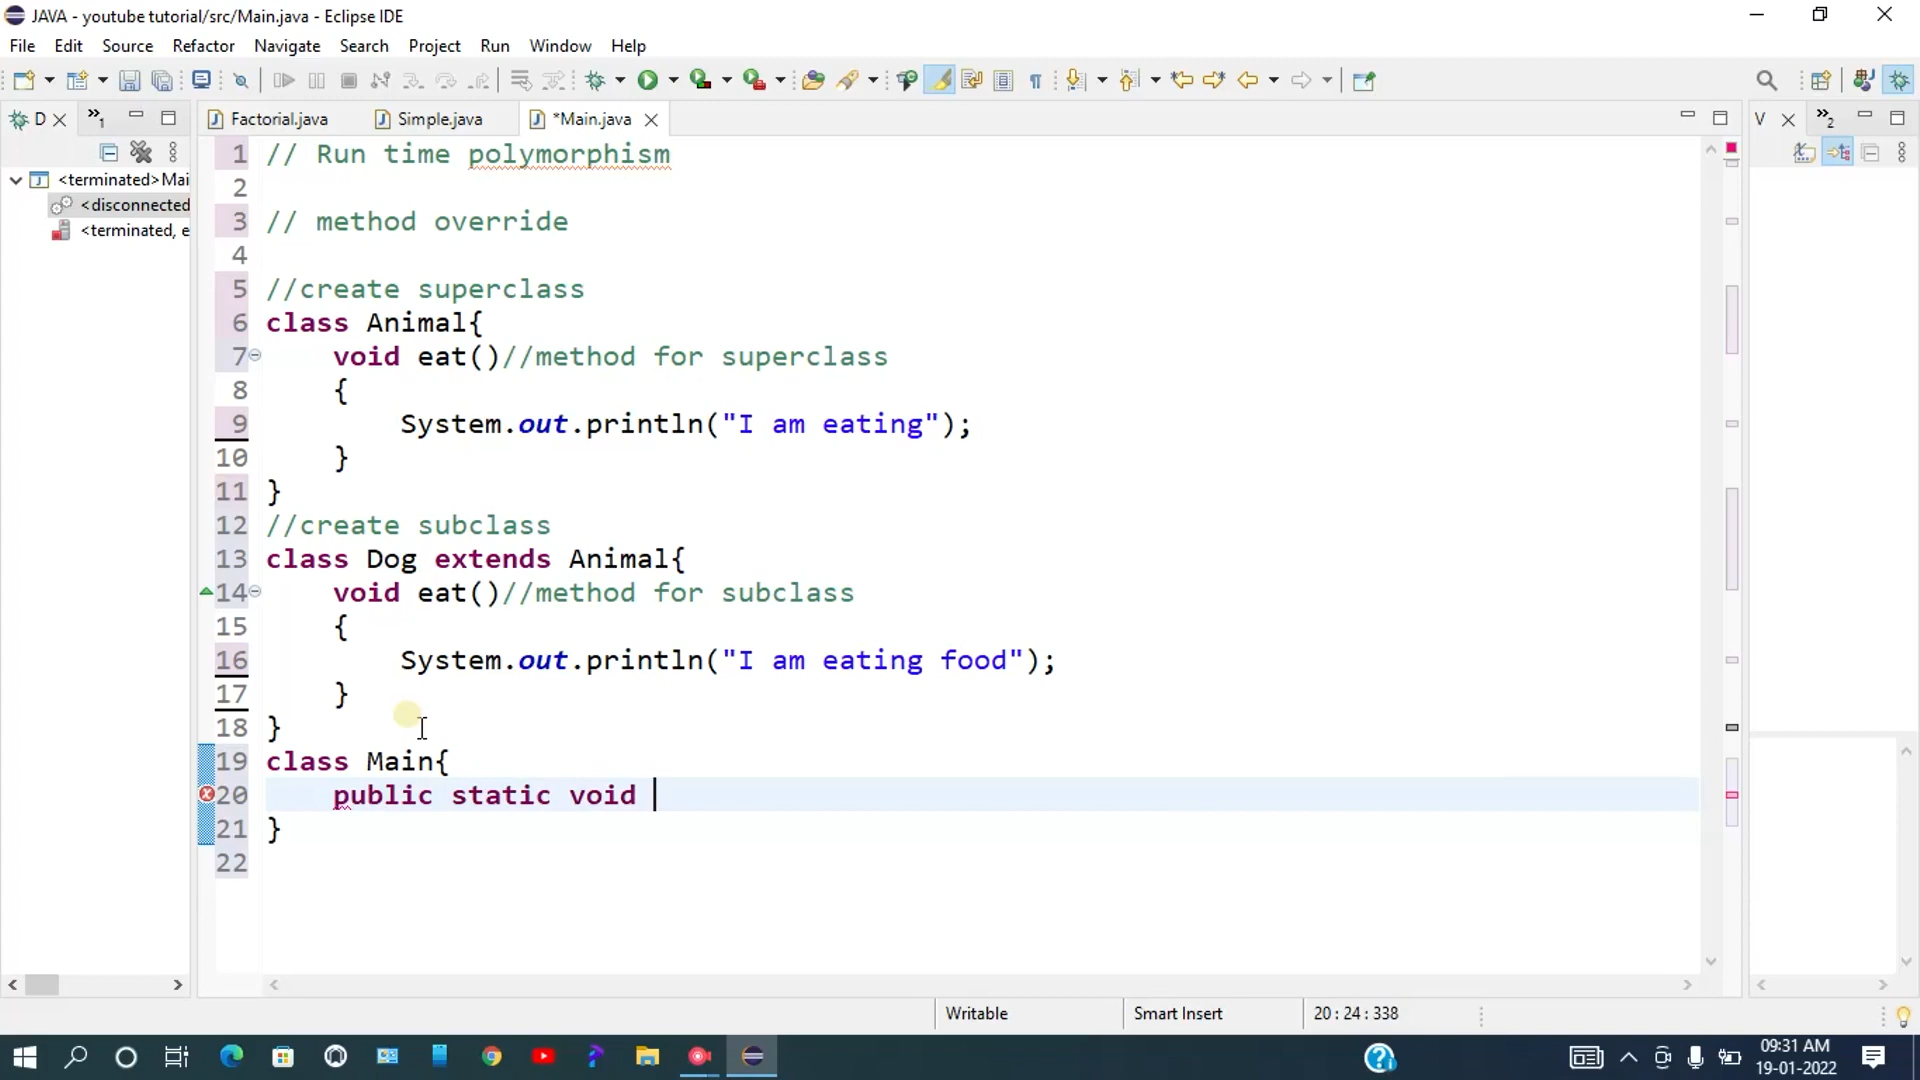 JAVA - youtube tutorial/src/Main.java - Eclipse IDE
File Edit Source Refactor Navigate Search Project Run Window Help
D
»1
Factorial.java
Simple.java
*Main.java
V
»2
<terminated>Mai
<disconnected
<terminated, e
1 // Run time polymorphism
2
3 // method override
4
5 //create superclass
6 class Animal{
7 void eat()//method for superclass
8 {
9 System.out.println("I am eating");
10 }
11 }
12 //create subclass
13 class Dog extends Animal{
14 void eat()//method for subclass
15 {
16 System.out.println("I am eating food");
17 }
18 }
19 class Main{
20 public static void
21 }
22
Writable Smart Insert 20 : 24 : 338
09:31 AM
19-01-2022